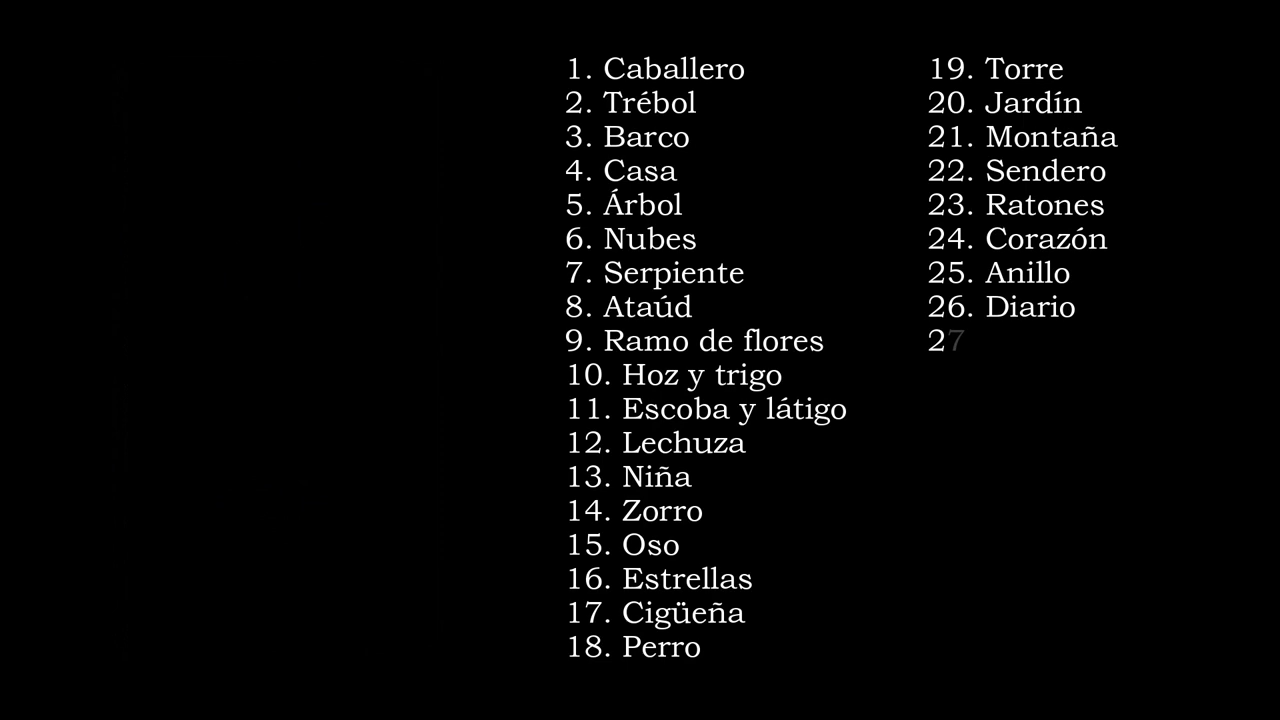 1. Caballero
2. Trébol
3. Barco
4. Casa
5. Árbol
6. Nubes
7. Serpiente
8. Ataúd
9. Ramo de flores
10. Hoz y trigo
11. Escoba y látigo
12. Lechuza
13. Niña
14. Zorro
15. Oso
16. Estrellas
17. Cigüeña
18. Perro
19. Torre
20. Jardín
21. Montaña
22. Sendero
23. Ratones
24. Corazón
25. Anillo
26. Diario
27